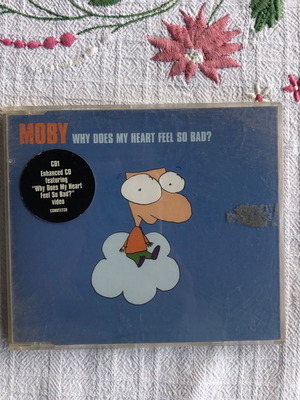 MOBY WHY DOES MY HEART FEEL SO BAD?
CD1
Enhanced CD
featuring
"Why Does My Heart
Feel So Bad?"
video